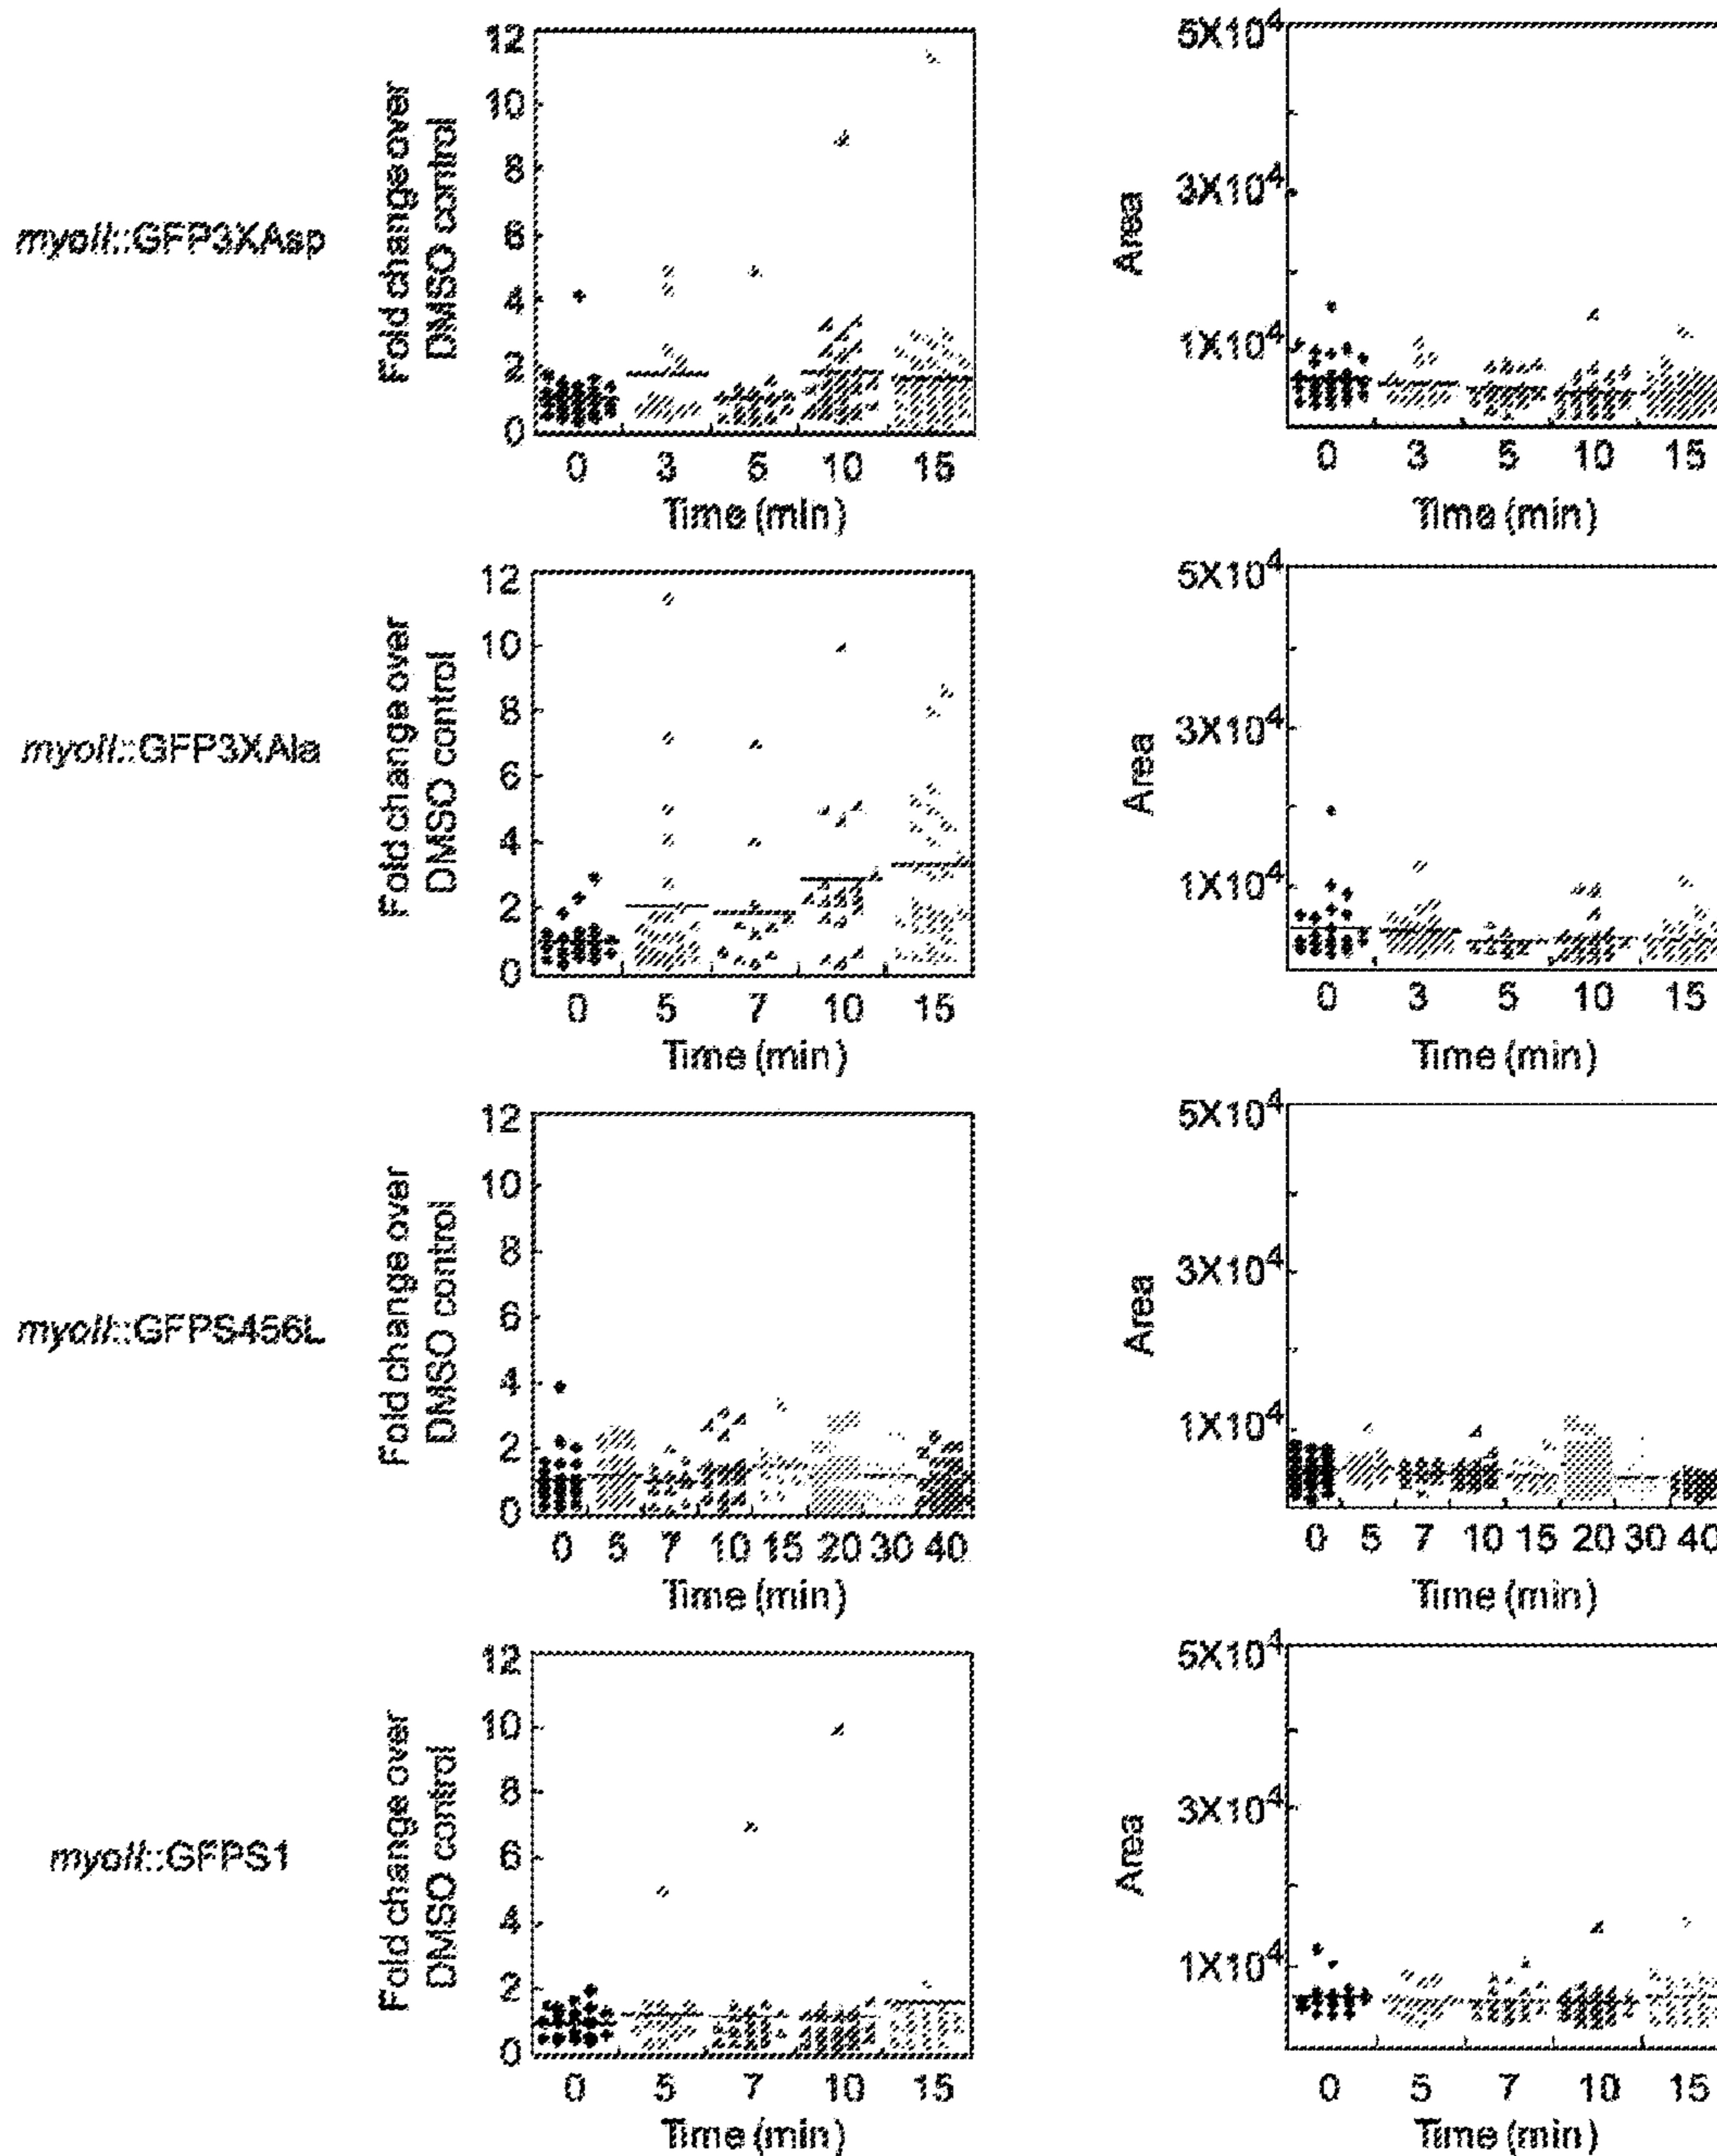 myoII::GFP3XAsp
Fold change over
DMSO control
12
10
8
6
4
2
0
0 3 5 10 15
Time (min)
Area
5X10⁴
3X10⁴
1X10⁴
0 3 5 10 15
Time (min)
myoII::GFP3XAla
Fold change over
DMSO control
12
10
8
6
4
2
0
0 5 7 10 15
Time (min)
Area
5X10⁴
3X10⁴
1X10⁴
0 3 5 10 15
Time (min)
myoII::GFPS456L
Fold change over
DMSO control
12
10
8
6
4
2
0
0 5 7 10 15 20 30 40
Time (min)
Area
5X10⁴
3X10⁴
1X10⁴
0 5 7 10 15 20 30 40
Time (min)
myoII::GFPS1
Fold change over
DMSO control
12
10
8
6
4
2
0
0 5 7 10 15
Time (min)
Area
5X10⁴
3X10⁴
1X10⁴
0 5 7 10 15
Time (min)